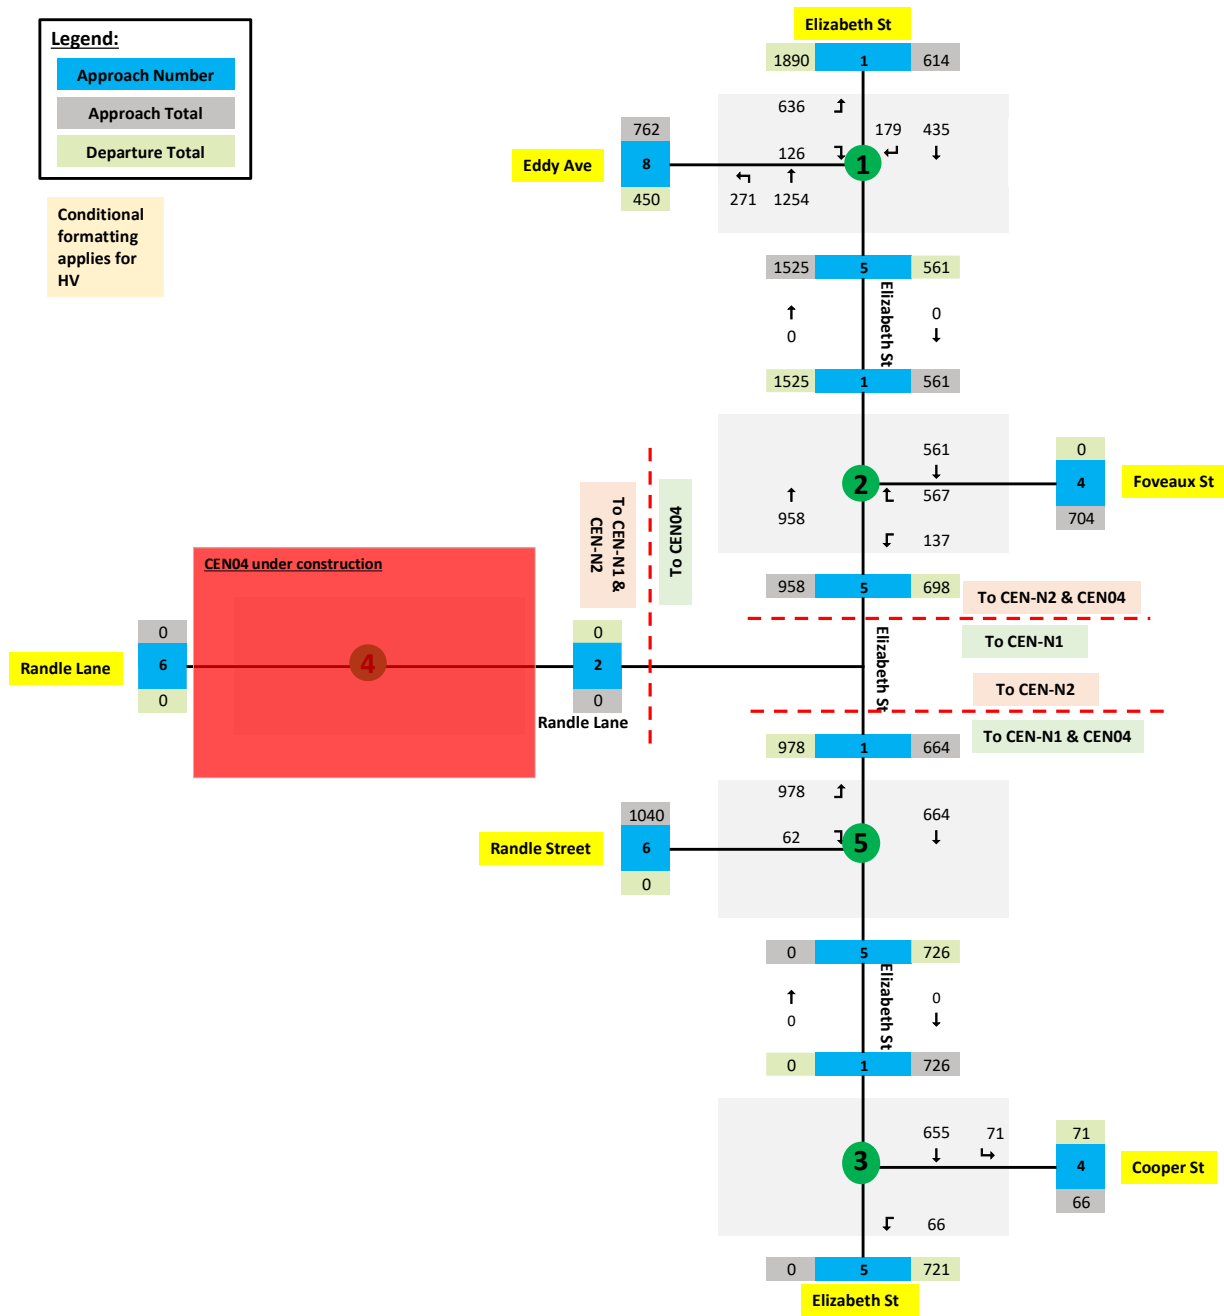 Elizabeth St
Legend:
Approach Number
Approach Total
Departure Total
1890 1 614
636
179 435
762
8
450
Eddy Ave
126
1
271 1254
Conditional
formatting
applies for
HV
1525 5 561
Elizabeth St
0
0
1525 1 561
561
0
4
704
Foveaux St
2
567
958
137
To CEN-N1 &
CEN-N2
To CEN04
CEN04 under construction
958 5 698
To CEN-N2 & CEN04
To CEN-N1
Elizabeth St
0
6
0
Randle Lane
4
0
2
0
Randle Lane
To CEN-N2
To CEN-N1 & CEN04
978 1 664
978
664
1040
6
0
Randle Street
62
5
0 5 726
Elizabeth St
0
0
0 1 726
655 71
71
4
66
Cooper St
3
66
0 5 721
Elizabeth St